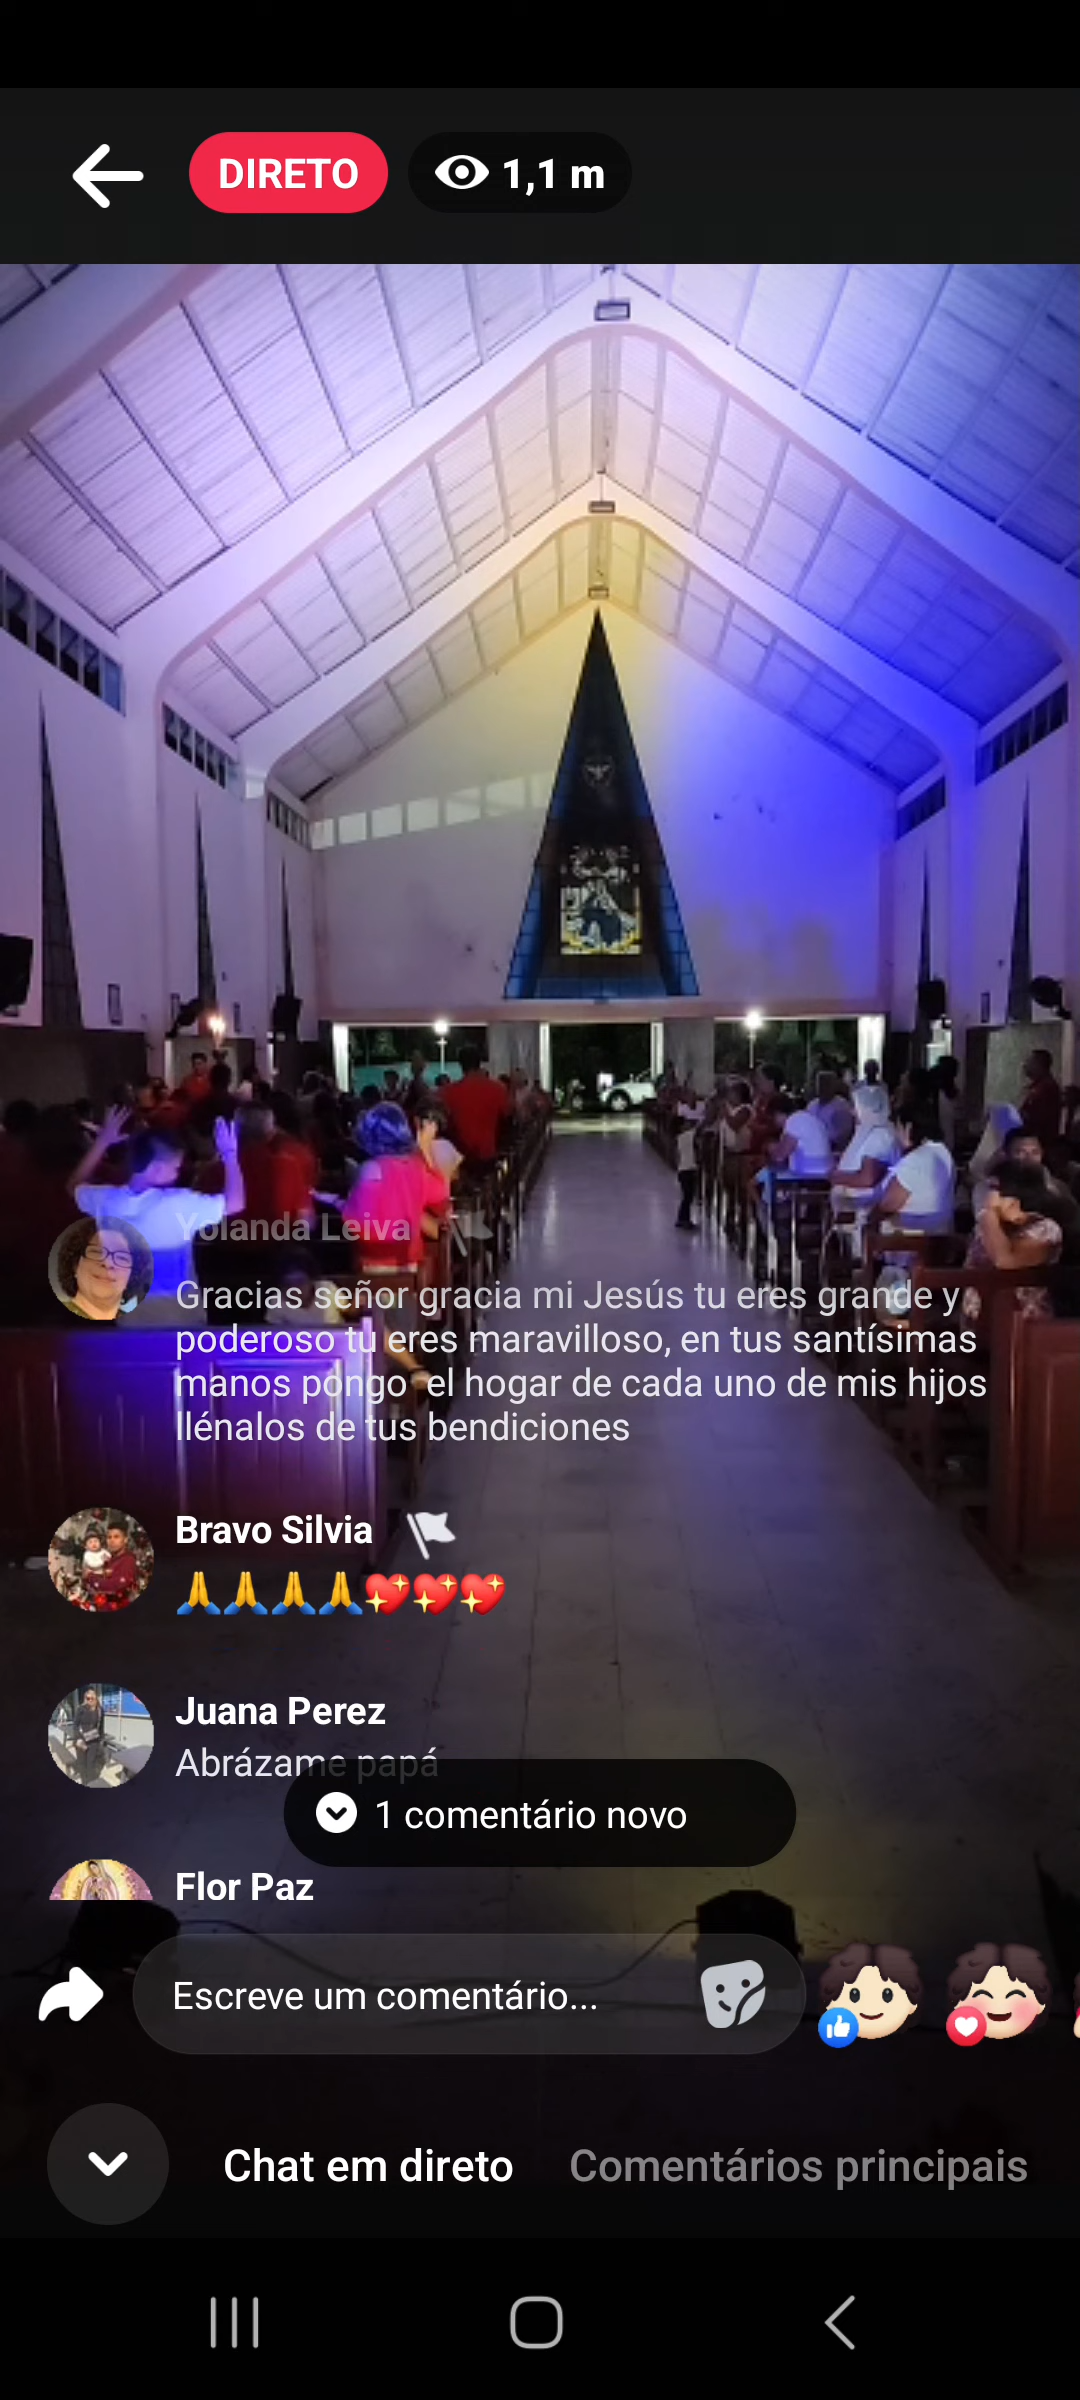 DIRETO
1,1 m
Yolanda Leiva
Gracias señor gracia mi Jesús tu eres grande y
poderoso tu eres maravilloso, en tus santísimas
manos pongo  el hogar de cada uno de mis hijos
llénalos de tus bendiciones
Bravo Silvia
🙏🙏🙏🙏💖💖💖
Juana Perez
Abrázame papá
1 comentário novo
Flor Paz
Escreve um comentário...
Chat em direto
Comentários principais